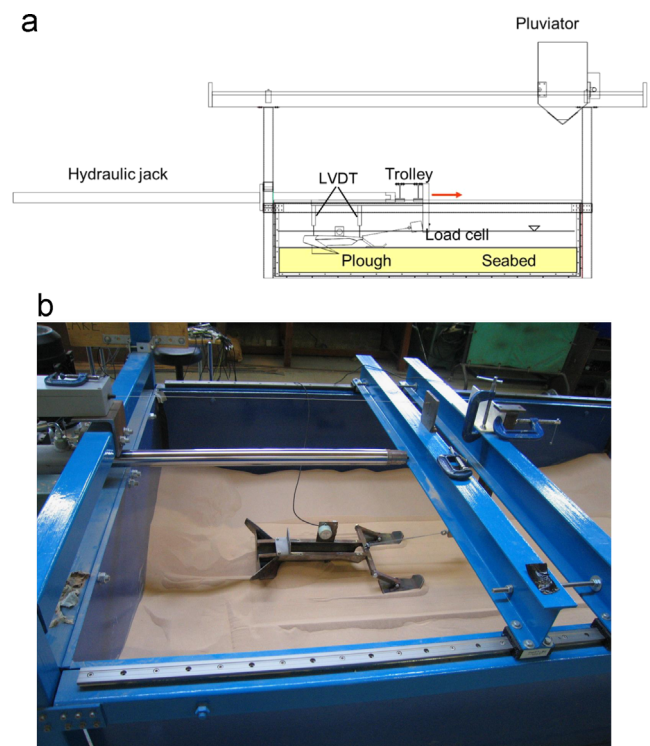 a
Pluviator
Hydraulic jack
LVDT
Trolley
Load cell
Plough
Seabed
b